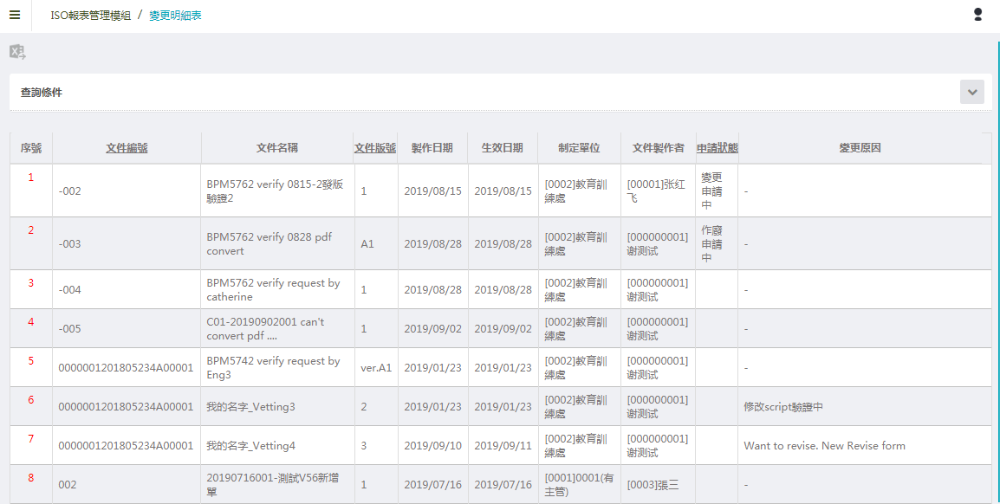 ISO報表管理模組 / 變更明細表
查詢條件
序號 文件編號 文件名稱 文件版號 製作日期 生效日期 制定單位 文件製作者 申請狀態 變更原因
1 -002 BPM5762 verify 0815-2發版驗證2 1 2019/08/15 2019/08/15 [0002]教育訓練處 [00001]张红飞 變更申請中 -
2 -003 BPM5762 verify 0828 pdf convert A1 2019/08/28 2019/08/28 [0002]教育訓練處 [000000001]谢测试 作廢申請中 -
3 -004 BPM5762 verify request by catherine 1 2019/08/28 2019/08/28 [0002]教育訓練處 [000000001]谢测试 -
4 -005 C01-20190902001 can't convert pdf .... 1 2019/09/02 2019/09/02 [0002]教育訓練處 [000000001]谢测试 -
5 0000001201805234A00001 BPM5742 verify request by Eng3 ver.A1 2019/01/23 2019/01/23 [0002]教育訓練處 [000000001]谢测试 -
6 0000001201805234A00001 我的名字_Vetting3 2 2019/01/23 2019/01/23 [0002]教育訓練處 [000000001]谢测试 修改script驗證中
7 0000001201805234A00001 我的名字_Vetting4 3 2019/09/10 2019/09/11 [0002]教育訓練處 [000000001]谢测试 Want to revise. New Revise form
8 002 20190716001-測試V56新增單 1 2019/07/16 2019/07/16 [0001]0001(有主管) [0003]張三 -